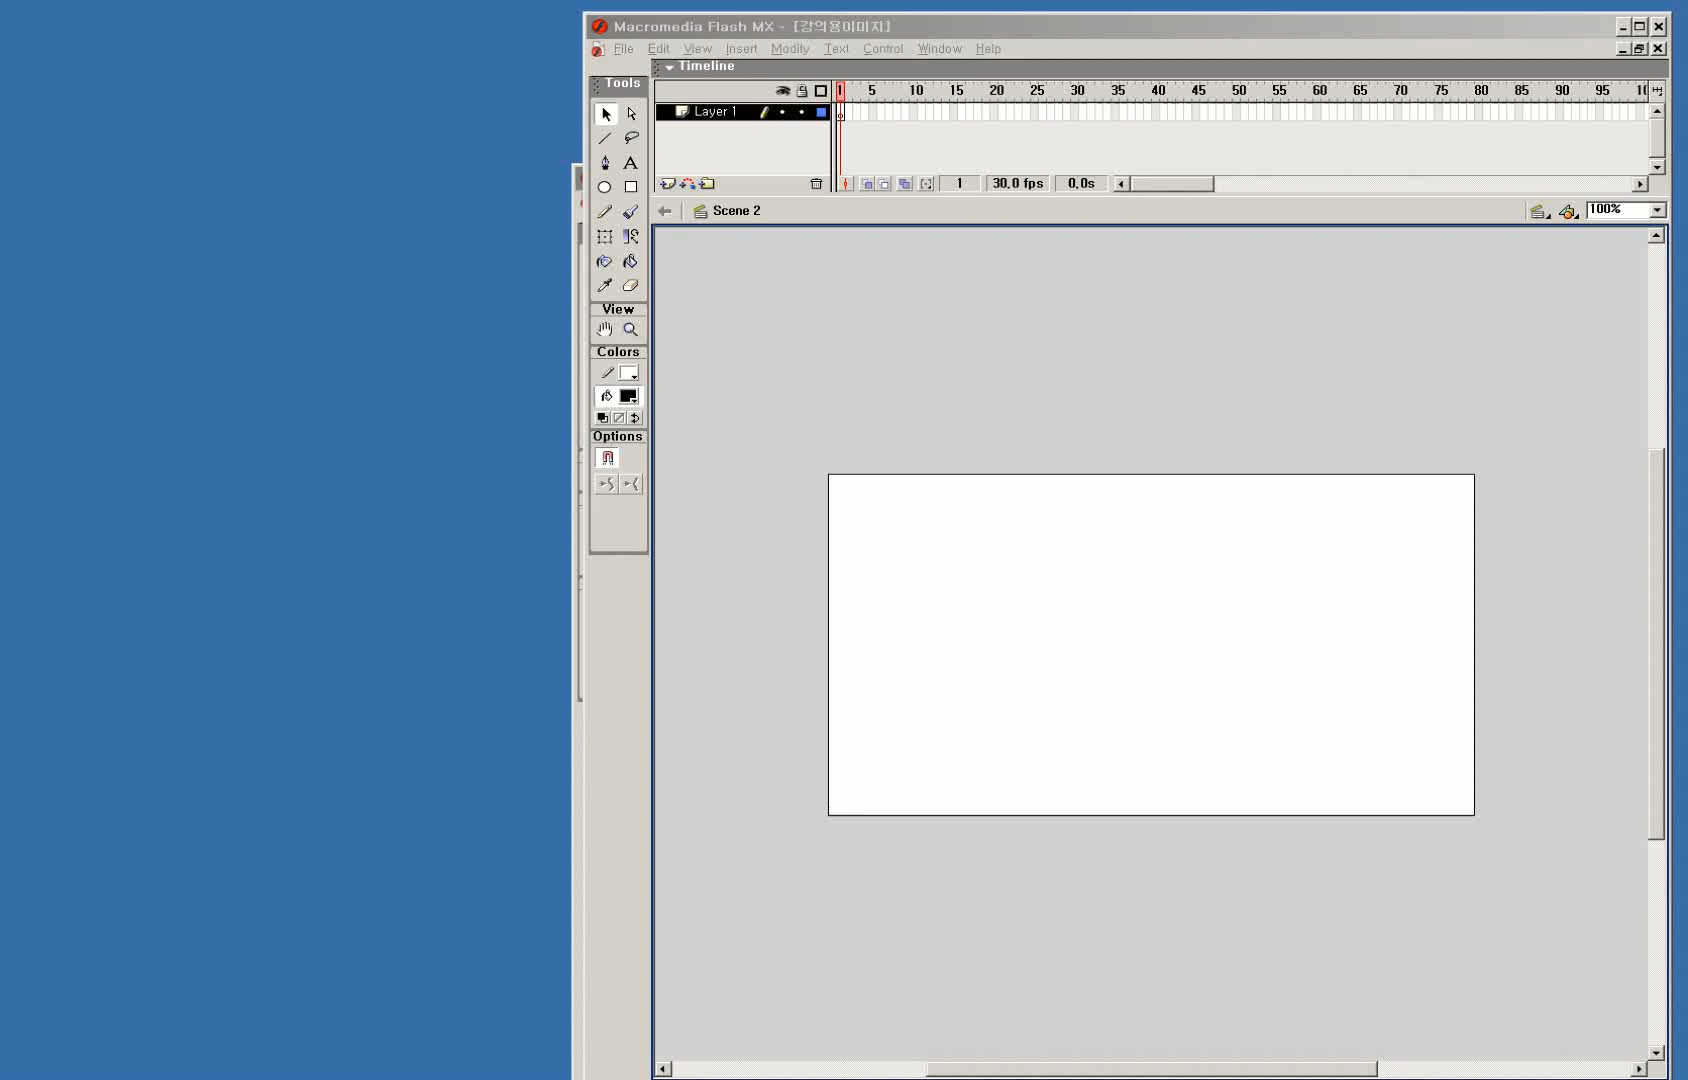 Macromedia Flash MX - [강의용이미지]
File Edit View Insert Modify Text Control Window Help
Timeline
Tools
1 5 10 15 20 25 30 35 40 45 50 55 60 65 70 75 80 85 90 95
Layer 1
1 30.0 fps 0.0s
Scene 2
100%
View
Colors
Options